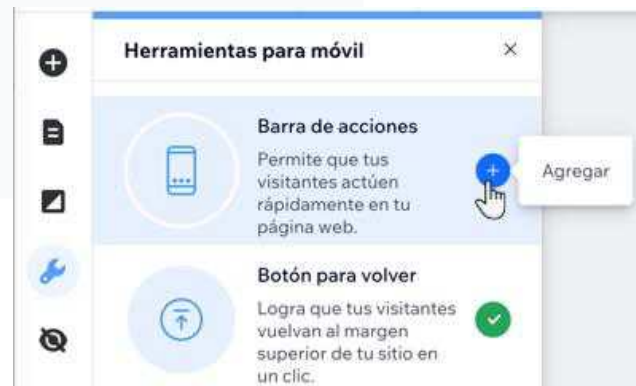 Herramientas para móvil
Barra de acciones
Permite que tus
visitantes actúen
rápidamente en tu
página web.
Agregar
Botón para volver
Logra que tus visitantes
vuelvan al margen
superior de tu sitio en
un clic.